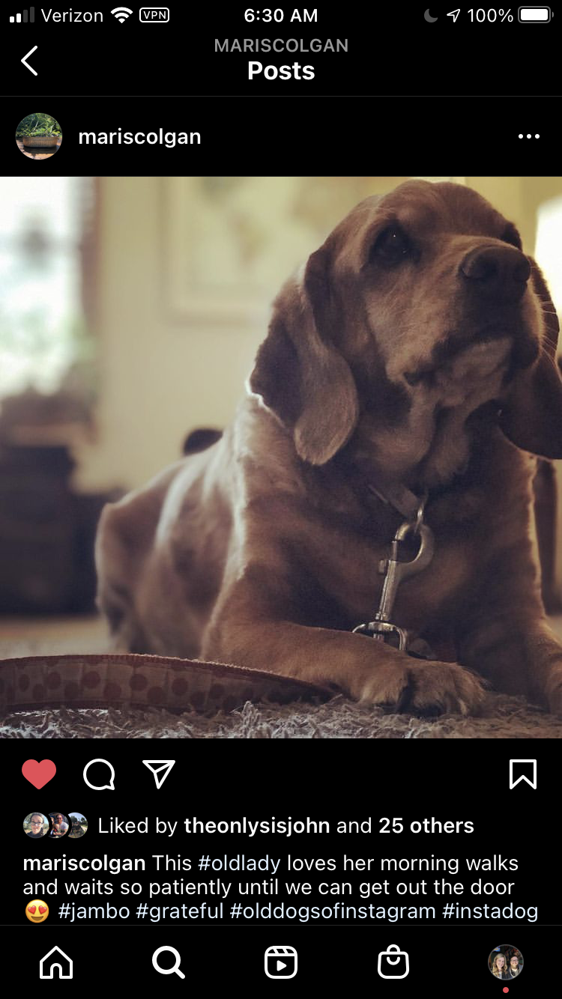 Verizon VPN 6:30 AM 100%
MARISCOLGAN
Posts
mariscolgan
Liked by theonlysisjohn and 25 others
mariscolgan This #oldlady loves her morning walks
and waits so patiently until we can get out the door
😍 #jambo #grateful #olddogsofinstagram #instadog